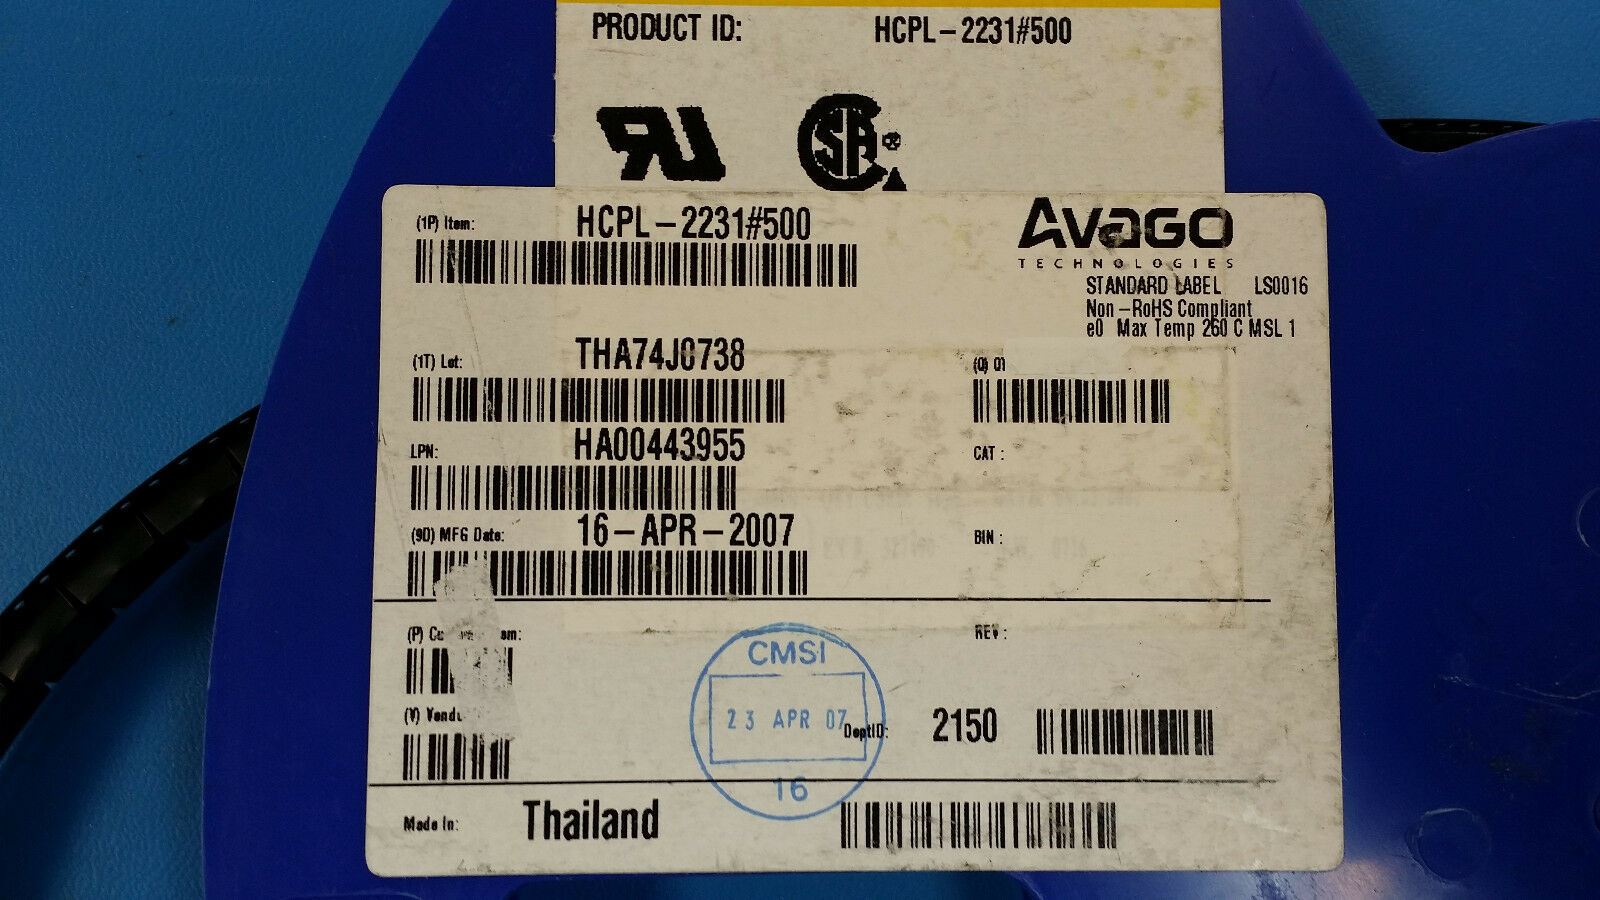 PRODUCT ID: HCPL-2231#500
(1P) Item: HCPL-2231#500
AVAGO
TECHNOLOGIES
STANDARD LABEL LS0016
Non-RoHS Compliant
e0 Max Temp 260 C MSL 1
(1T) Lot: THA74J0738
(Q)
LPN: HA00443955
CAT:
(9D) MFG Date: 16-APR-2007
BIN:
(P)
REV:
CMSI
23 APR 07
16
(V)
DeptID: 2150
Made In: Thailand